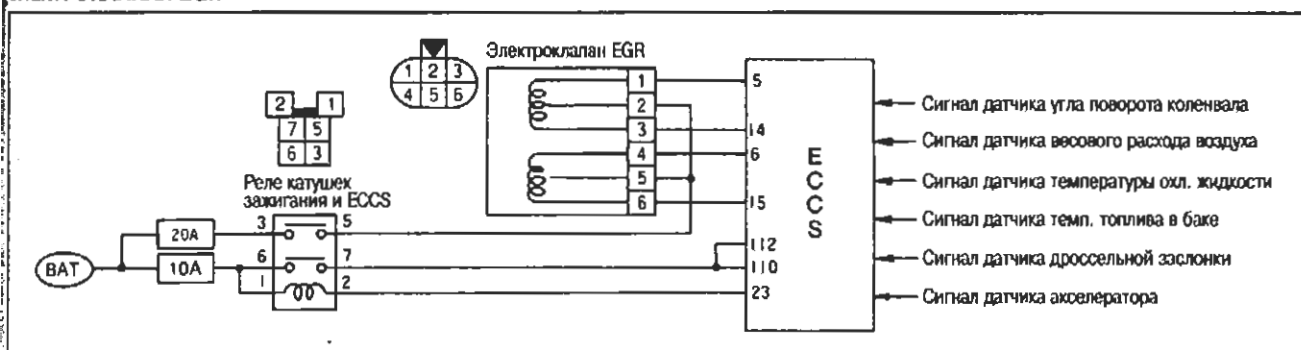 Электроклапан EGR
1 2 3
4 5 6
2 1
7 5
6 3
Реле катушек
зажигания и ECCS
1
2
3
4
5
6
5
14
6
15
112
110
23
ECCS
Сигнал датчика угла поворота коленвала
Сигнал датчика весового расхода воздуха
Сигнал датчика температуры охл. жидкости
Сигнал датчика темп. топлива в баке
Сигнал датчика дроссельной заслонки
Сигнал датчика акселератора
BAT
20A
10A
3 5
6 7
1 2